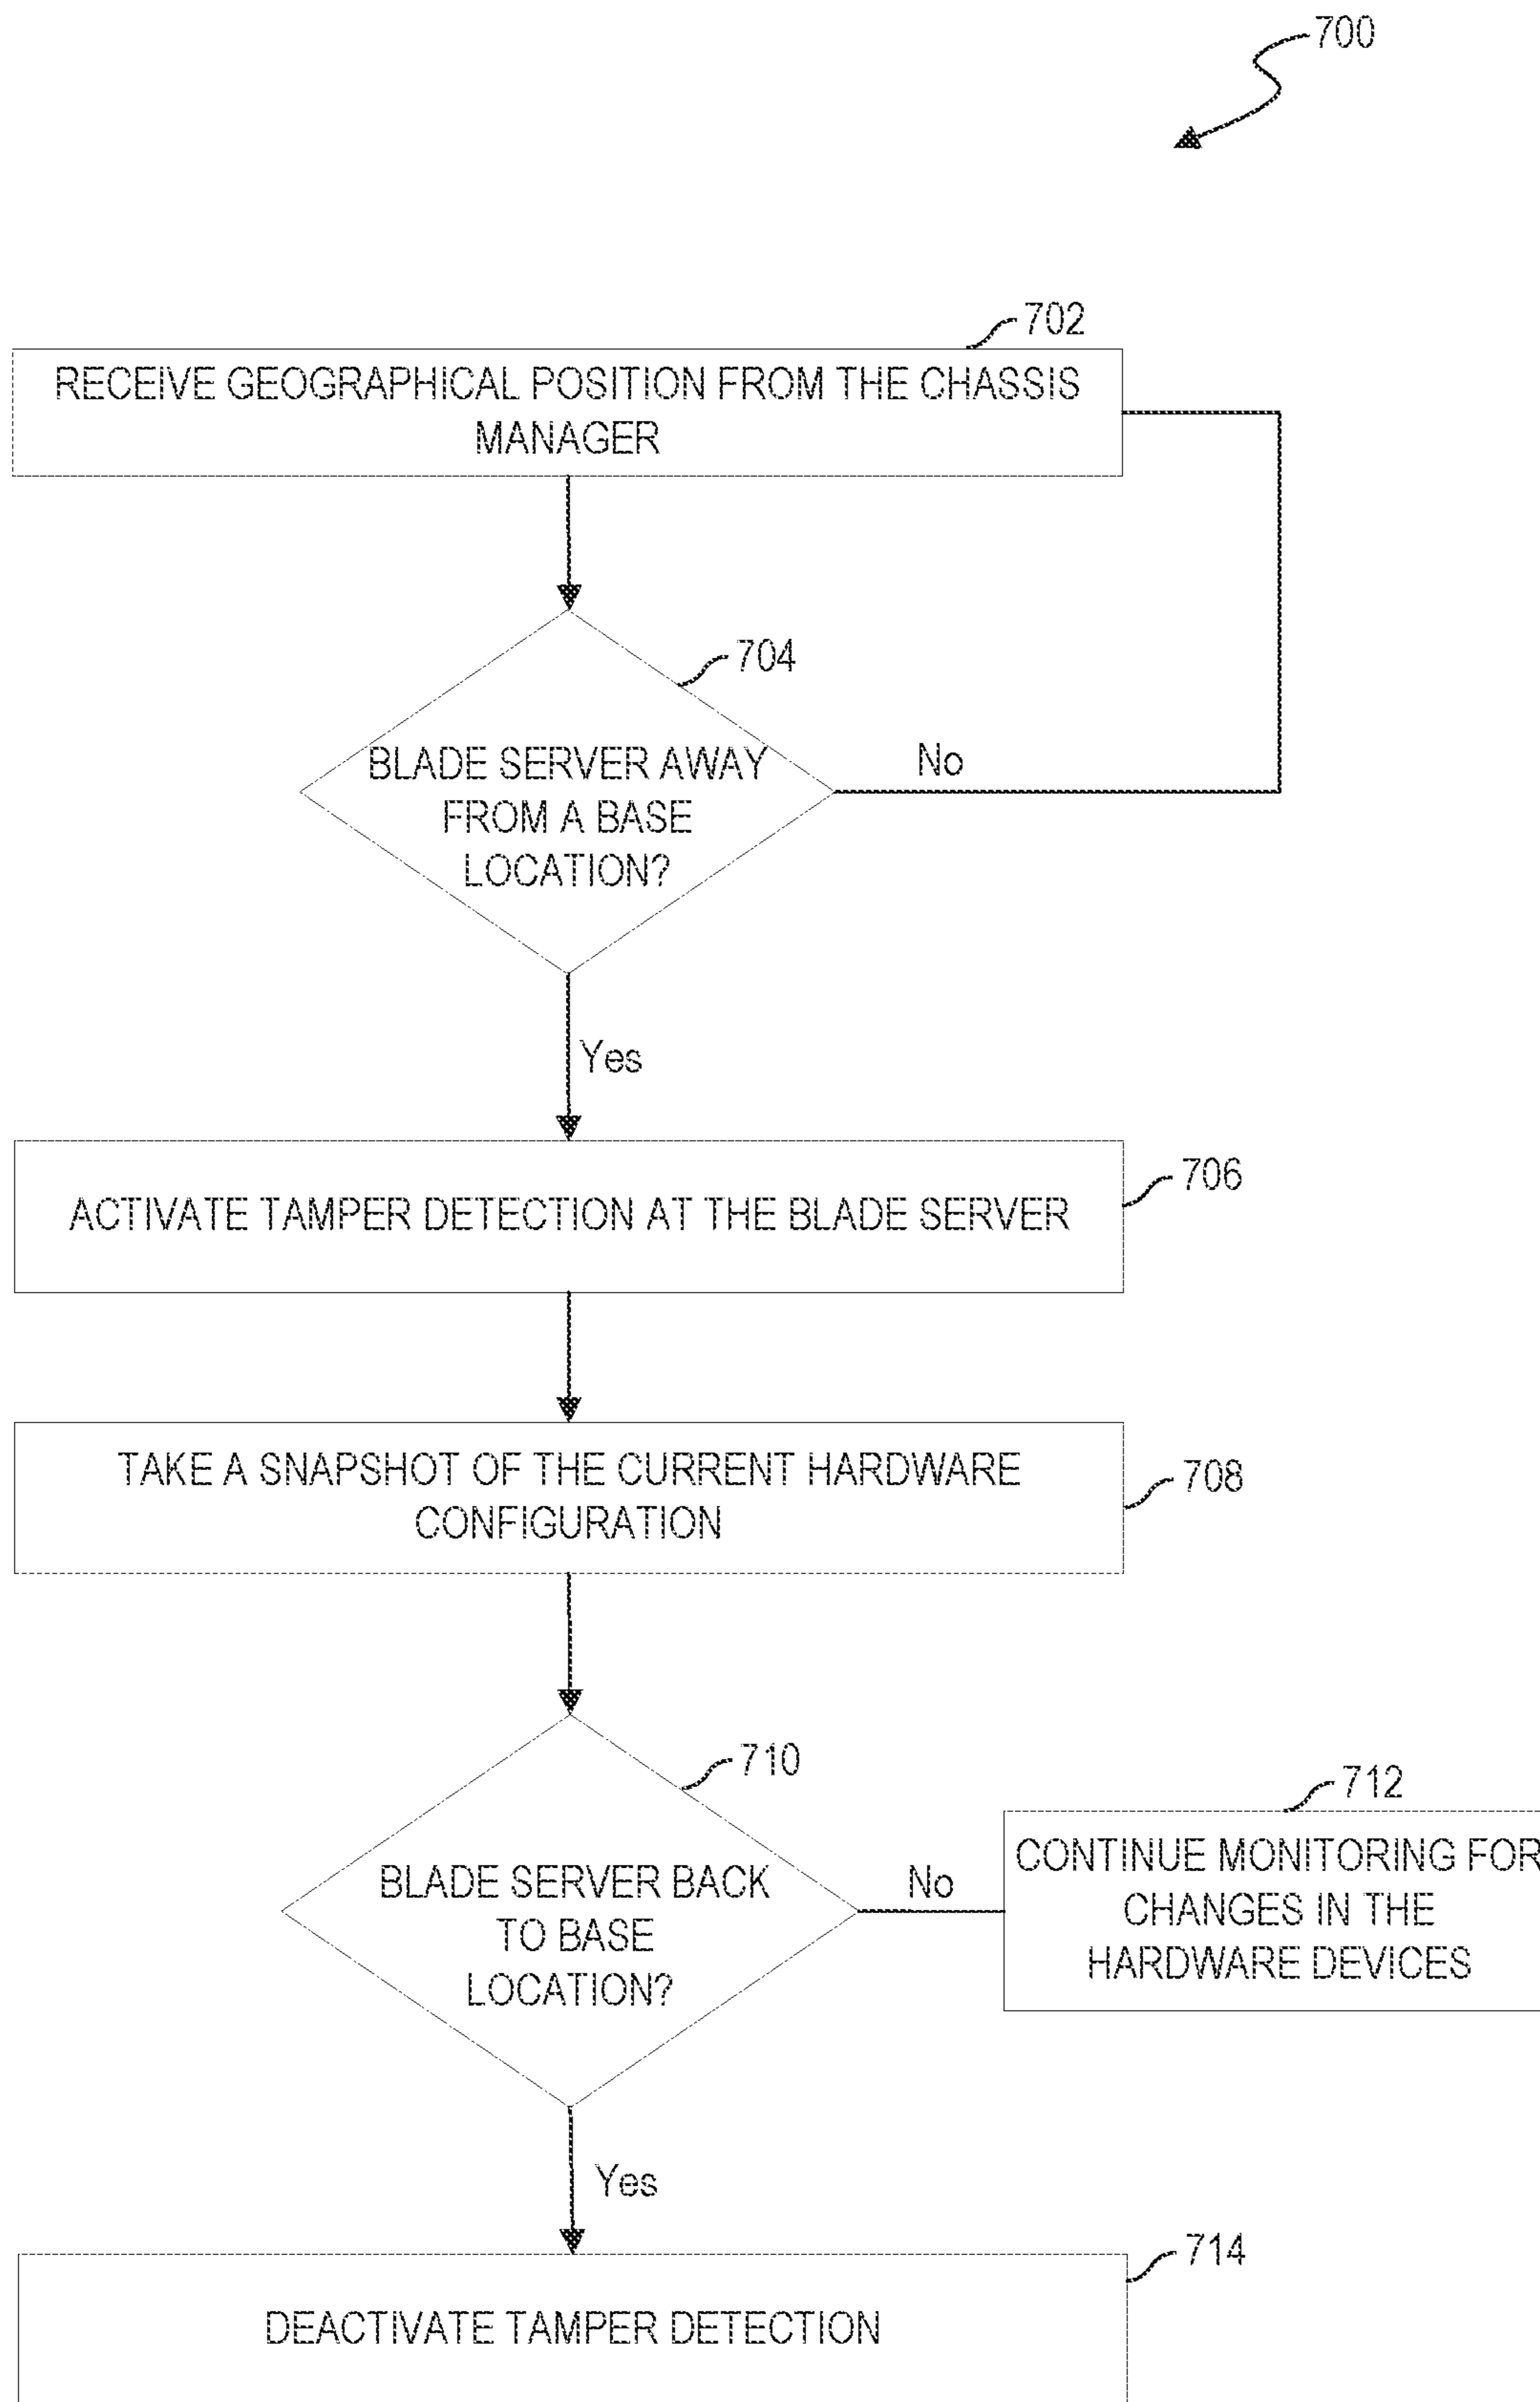 700
702
RECEIVE GEOGRAPHICAL POSITION FROM THE CHASSIS
MANAGER
704
BLADE SERVER AWAY
FROM A BASE
LOCATION?
No
Yes
706
ACTIVATE TAMPER DETECTION AT THE BLADE SERVER
708
TAKE A SNAPSHOT OF THE CURRENT HARDWARE
CONFIGURATION
710
BLADE SERVER BACK
TO BASE
LOCATION?
No
712
CONTINUE MONITORING FOR
CHANGES IN THE
HARDWARE DEVICES
Yes
714
DEACTIVATE TAMPER DETECTION